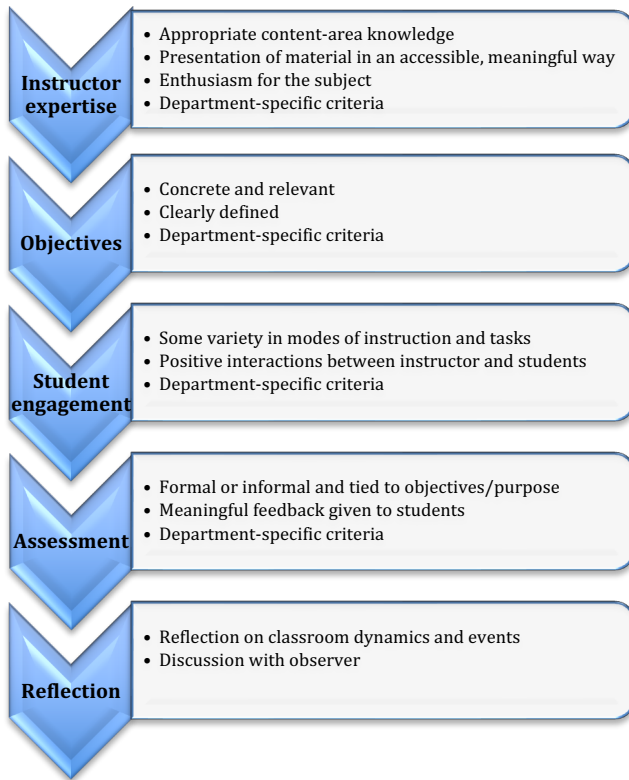 Instructor
expertise
• Appropriate content-area knowledge
• Presentation of material in an accessible, meaningful way
• Enthusiasm for the subject
• Department-specific criteria
Objectives
• Concrete and relevant
• Clearly defined
• Department-specific criteria
Student
engagement
• Some variety in modes of instruction and tasks
• Positive interactions between instructor and students
• Department-specific criteria
Assessment
• Formal or informal and tied to objectives/purpose
• Meaningful feedback given to students
• Department-specific criteria
Reflection
• Reflection on classroom dynamics and events
• Discussion with observer